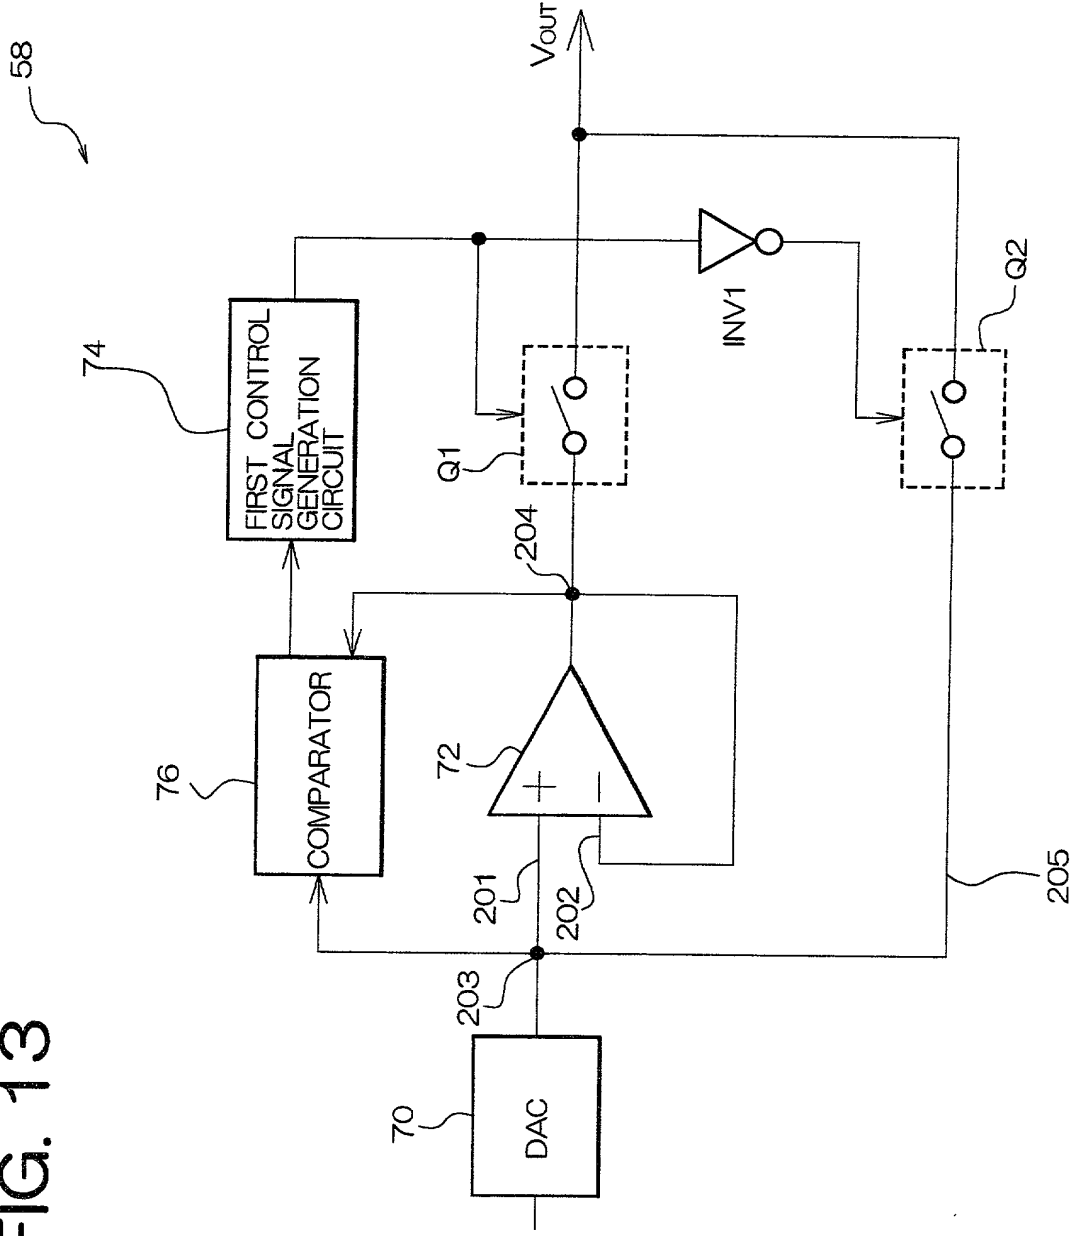 FIG. 13
58
74
FIRST CONTROL
SIGNAL
GENERATION
CIRCUIT
76
COMPARATOR
VOUT
INV1
Q1
Q2
204
72
+
−
201
202
203
205
70
DAC